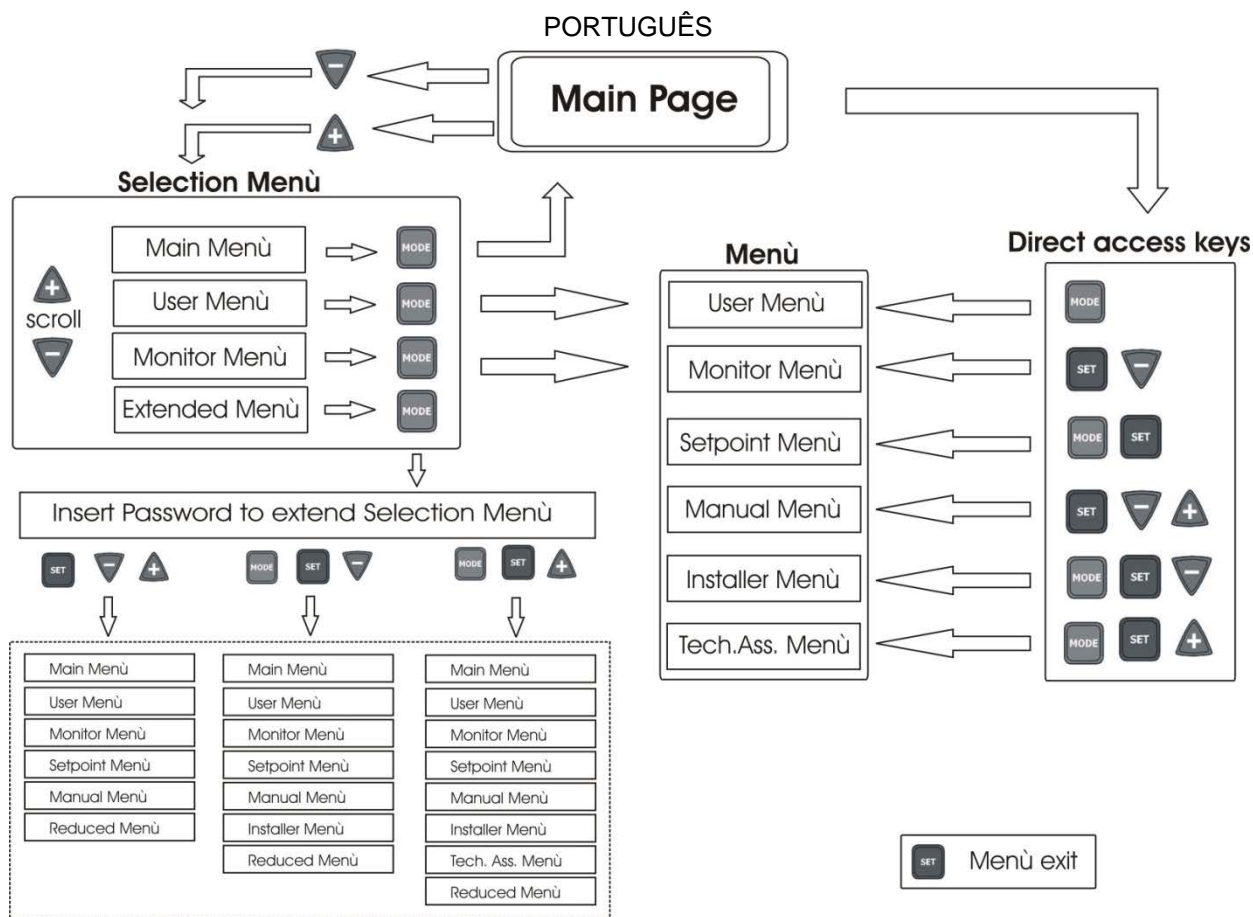 PORTUGUÊS
Main Page
Selection Menù
Main Menù
MODE
User Menù
MODE
scroll
Monitor Menù
MODE
Extended Menù
MODE
Menù
User Menù
Monitor Menù
Setpoint Menù
Manual Menù
Installer Menù
Tech.Ass. Menù
Direct access keys
MODE
SET
MODE SET
SET
MODE SET
MODE SET
Insert Password to extend Selection Menù
SET
MODE SET
MODE SET
Main Menù
User Menù
Monitor Menù
Setpoint Menù
Manual Menù
Reduced Menù
Main Menù
User Menù
Monitor Menù
Setpoint Menù
Manual Menù
Installer Menù
Reduced Menù
Main Menù
User Menù
Monitor Menù
Setpoint Menù
Manual Menù
Installer Menù
Tech. Ass. Menù
Reduced Menù
SET Menù exit